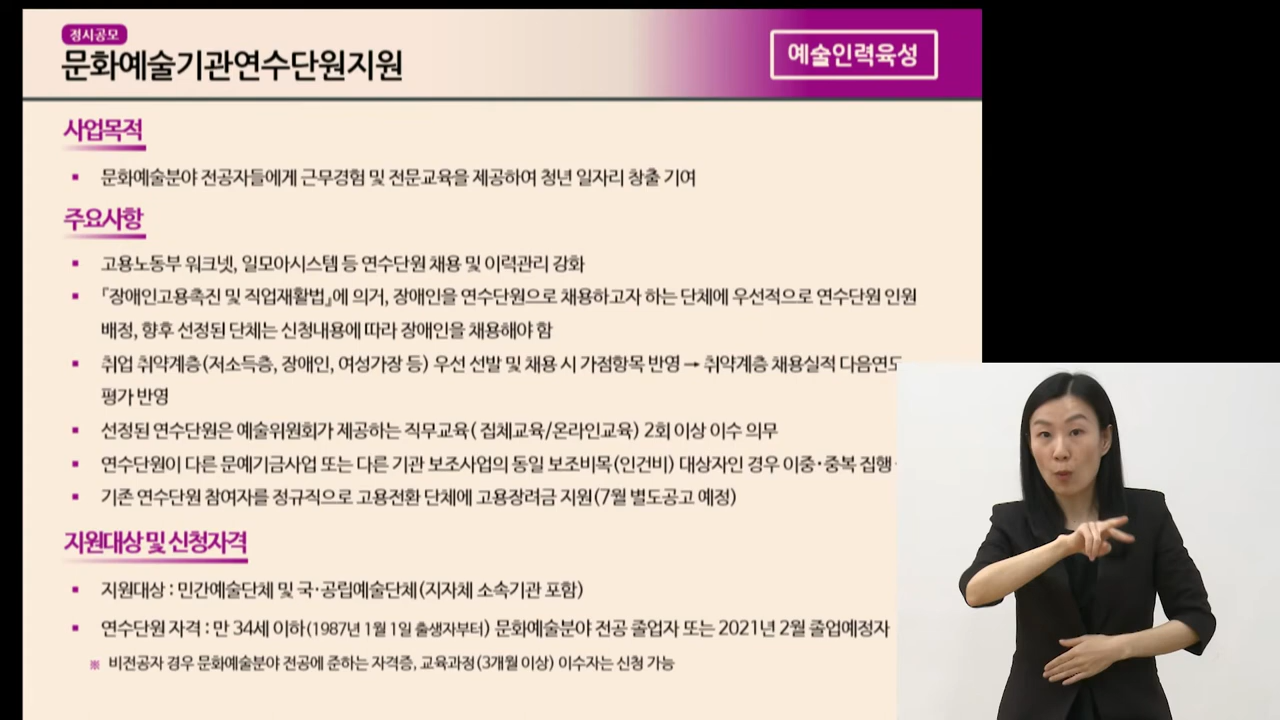 정시공모
문화예술기관연수단원지원
예술인력육성
사업목적
▪ 문화예술분야 전공자들에게 근무경험 및 전문교육을 제공하여 청년 일자리 창출 기여
주요사항
▪ 고용노동부 워크넷, 일모아시스템 등 연수단원 채용 및 이력관리 강화
▪ 『장애인고용촉진 및 직업재활법』에 의거, 장애인을 연수단원으로 채용하고자 하는 단체에 우선적으로 연수단원 인원
배정, 향후 선정된 단체는 신청내용에 따라 장애인을 채용해야 함
▪ 취업 취약계층(저소득층, 장애인, 여성가장 등) 우선 선발 및 채용 시 가점항목 반영 → 취약계층 채용실적 다음연도
평가 반영
▪ 선정된 연수단원은 예술위원회가 제공하는 직무교육( 집체교육/온라인교육) 2회 이상 이수 의무
▪ 연수단원이 다른 문예기금사업 또는 다른 기관 보조사업의 동일 보조비목(인건비) 대상자인 경우 이중·중복 집행
▪ 기존 연수단원 참여자를 정규직으로 고용전환 단체에 고용장려금 지원(7월 별도공고 예정)
지원대상 및 신청자격
▪ 지원대상 : 민간예술단체 및 국·공립예술단체(지자체 소속기관 포함)
▪ 연수단원 자격 : 만 34세 이하(1987년 1월 1일 출생자부터) 문화예술분야 전공 졸업자 또는 2021년 2월 졸업예정자
※ 비전공자 경우 문화예술분야 전공에 준하는 자격증, 교육과정(3개월 이상) 이수자는 신청 가능